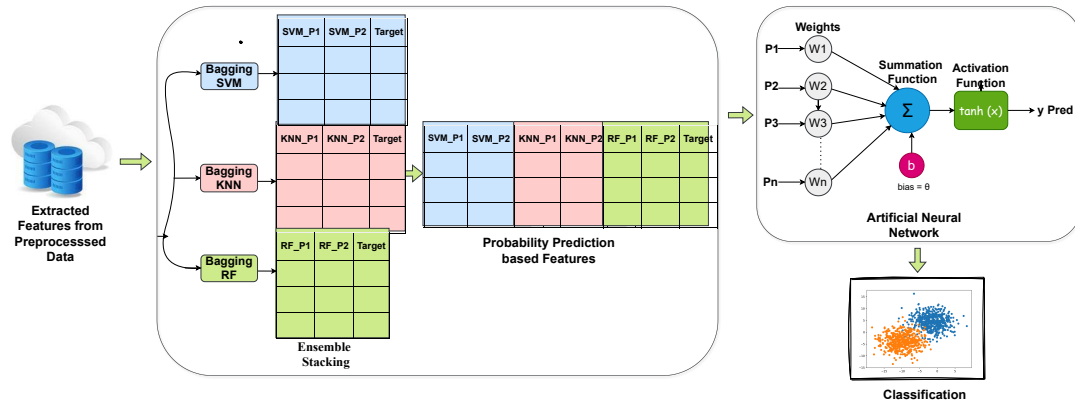 Extracted
Features from
Preprocesssed
Data
Bagging
SVM
Bagging
KNN
Bagging
RF
SVM_P1 SVM_P2 Target
KNN_P1 KNN_P2 Target
RF_P1 RF_P2 Target
Ensemble
Stacking
SVM_P1 SVM_P2 KNN_P1 KNN_P2 RF_P1 RF_P2 Target
Probability Prediction
based Features
Weights
P1 W1
P2 W2
P3 W3
Pn Wn
Summation
Function
Σ
b
bias = θ
Activation
Function
tanh (x)
y Pred
Artificial Neural
Network
Classification